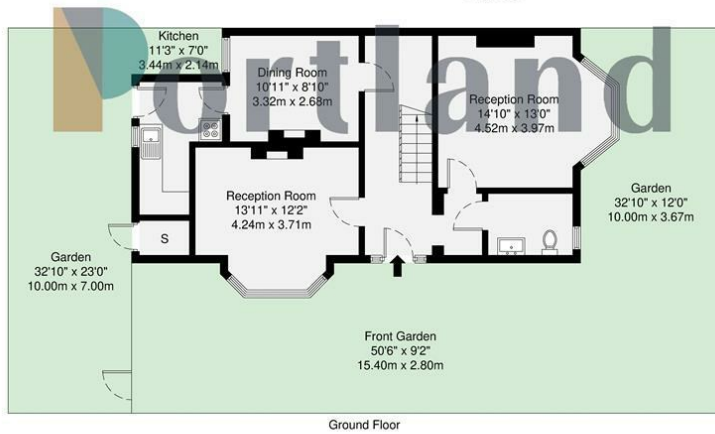 Portland
Kitchen
11'3" x 7'0"
3.44m x 2.14m
Dining Room
10'11" x 8'10"
3.32m x 2.68m
Reception Room
14'10" x 13'0"
4.52m x 3.97m
Reception Room
13'11" x 12'2"
4.24m x 3.71m
Garden
32'10" x 12'0"
10.00m x 3.67m
S
Garden
32'10" x 23'0"
10.00m x 7.00m
Front Garden
50'6" x 9'2"
15.40m x 2.80m
Ground Floor